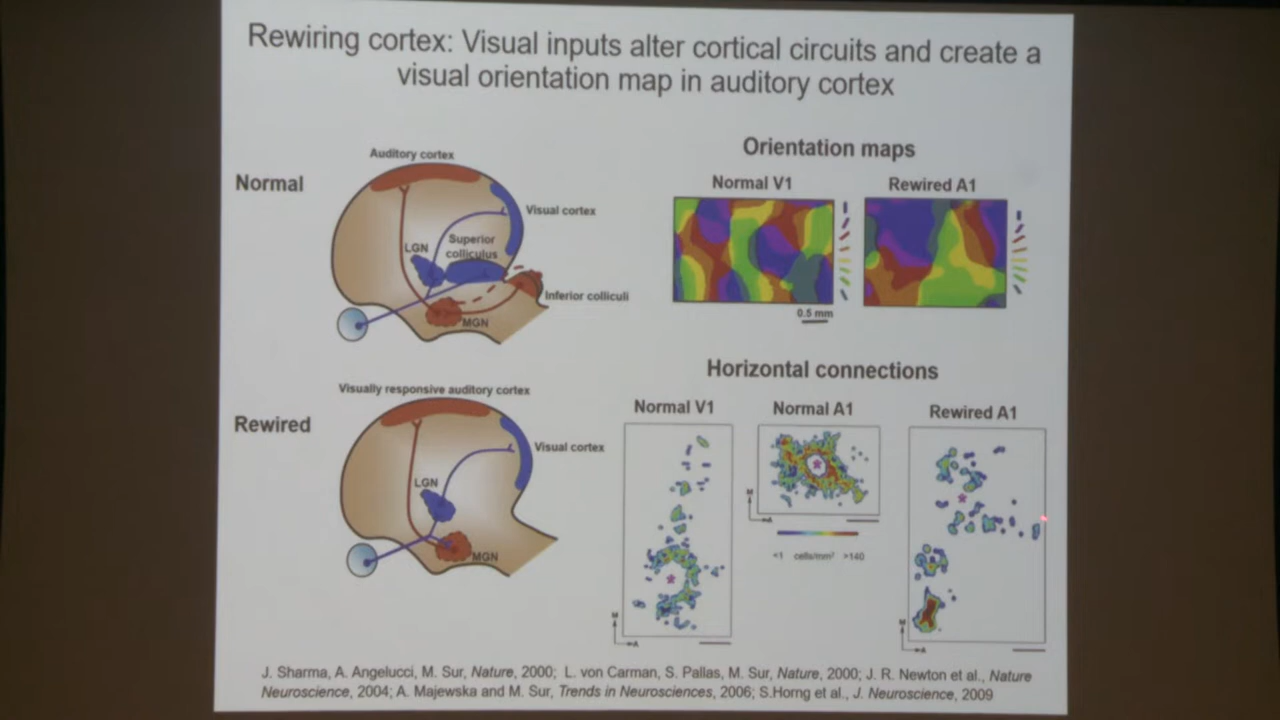 Rewiring cortex: Visual inputs alter cortical circuits and create a
visual orientation map in auditory cortex
Normal
Auditory cortex
Visual cortex
LGN
Superior
colliculus
Inferior colliculi
MGN
Orientation maps
Normal V1
Rewired A1
0.5 mm
Rewired
Visually responsive auditory cortex
Visual cortex
LGN
MGN
Horizontal connections
Normal V1
Normal A1
Rewired A1
M
A
M
A
<1 cells/mm² >140
M
A
J. Sharma, A. Angelucci, M. Sur, Nature, 2000; L. von Carman, S. Pallas, M. Sur, Nature, 2000; J. R. Newton et al., Nature
Neuroscience, 2004; A. Majewska and M. Sur, Trends in Neurosciences, 2006; S.Horng et al., J. Neuroscience, 2009